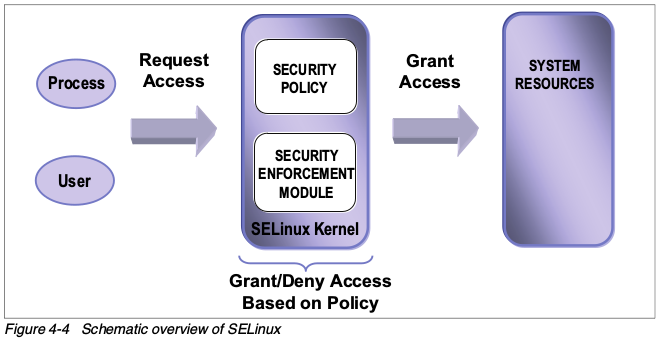 Process
User
Request
Access
SECURITY
POLICY
SECURITY
ENFORCEMENT
MODULE
SELinux Kernel
Grant/Deny Access
Based on Policy
Grant
Access
SYSTEM
RESOURCES
Figure 4-4 Schematic overview of SELinux